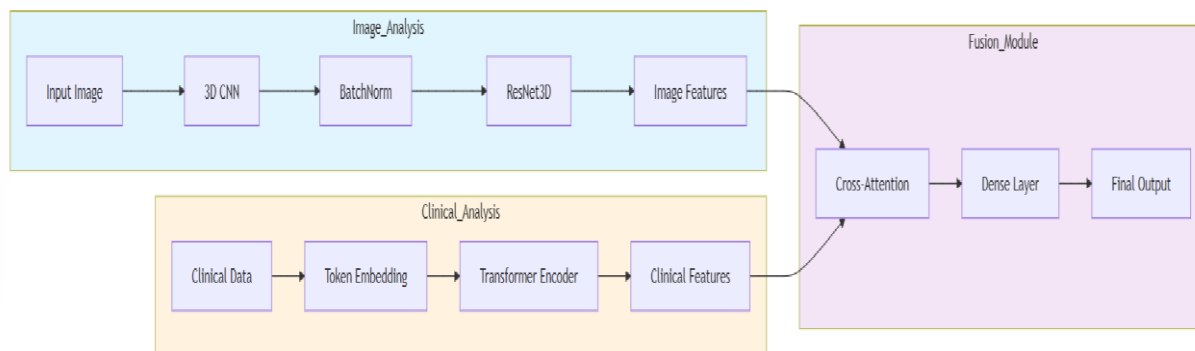 Image_Analysis
Input Image
3D CNN
BatchNorm
ResNet3D
Image Features
Clinical_Analysis
Clinical Data
Token Embedding
Transformer Encoder
Clinical Features
Fusion_Module
Cross-Attention
Dense Layer
Final Output